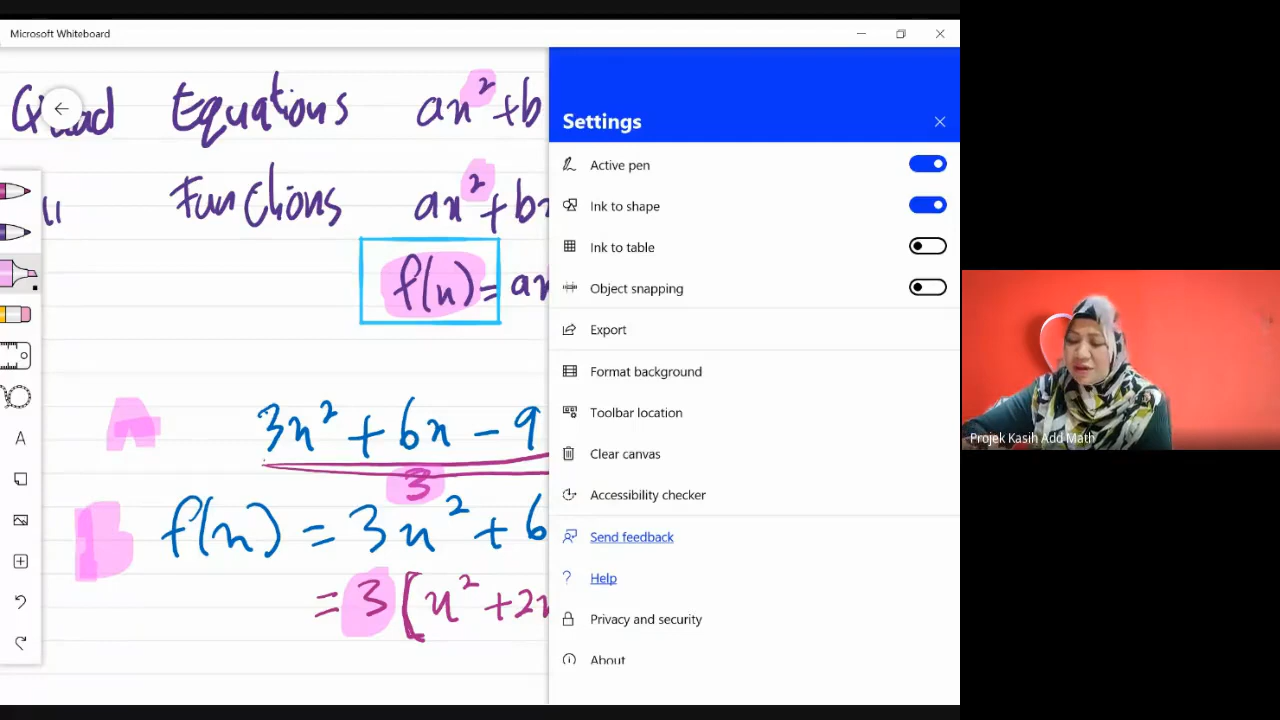 Microsoft Whiteboard
Quad Equations ax²+b
Settings
Active pen
Ink to shape
" Functions ax²+bx
Ink to table
f(x) = ax
Object snapping
Export
Format background
Toolbar location
A 3x² + 6x - 9
3
Clear canvas
Accessibility checker
B f(x) = 3x² + 6
Send feedback
Help
= 3 [x² + 2x
Privacy and security
About
Projek Kasih Add Math